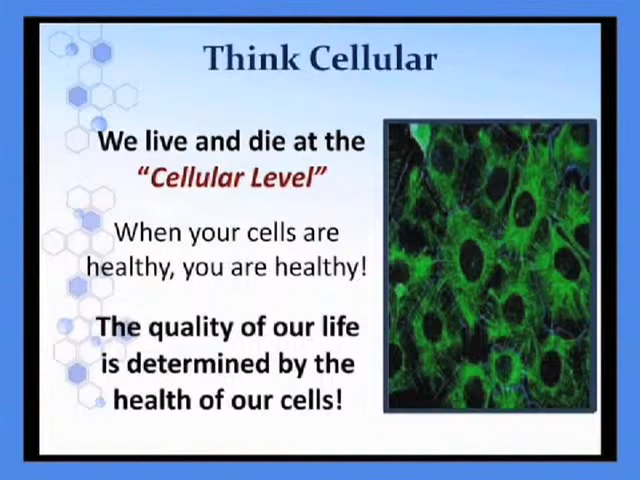 Think Cellular
We live and die at the
“Cellular Level”
When your cells are
healthy, you are healthy!
The quality of our life
is determined by the
health of our cells!